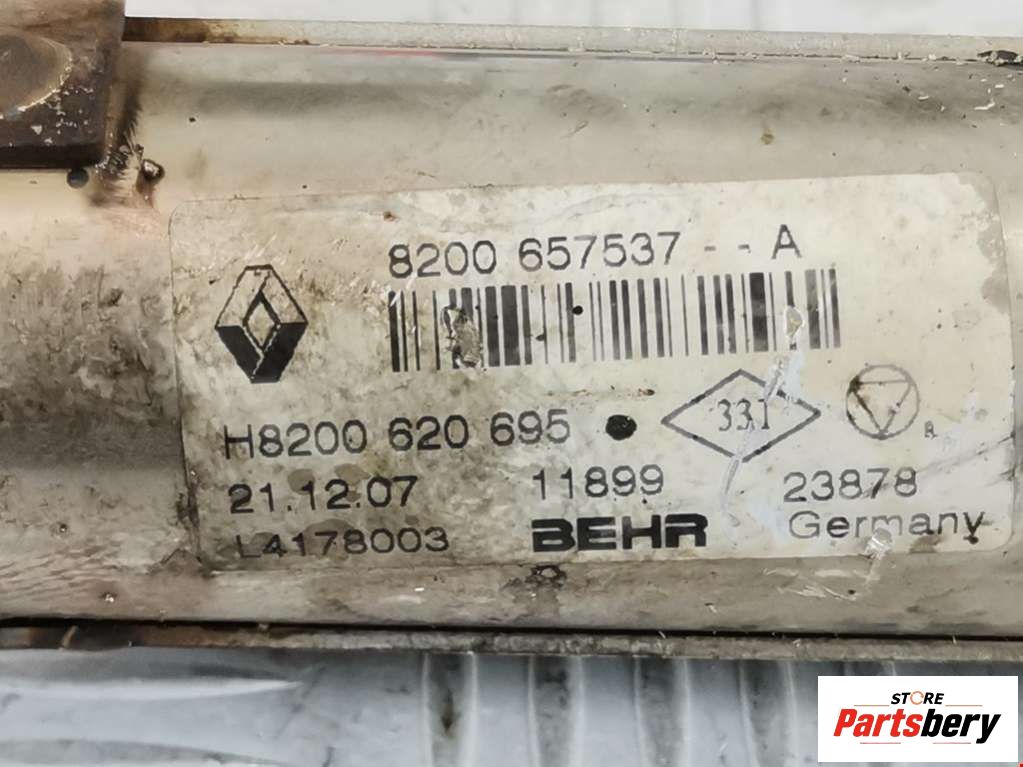 8200 657537 - - A
H8200 620 695
331
21.12.07 11899 23878
L4178003 BEHR Germany
STORE
Partsbery